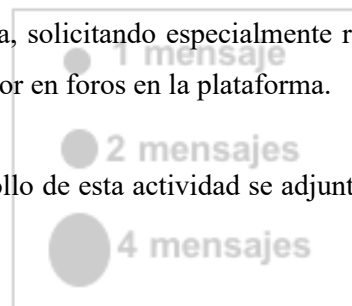 a, solicitando especialmente r
1 mensaje
or en foros en la plataforma.
2 mensajes
ollo de esta actividad se adjunt
4 mensajes